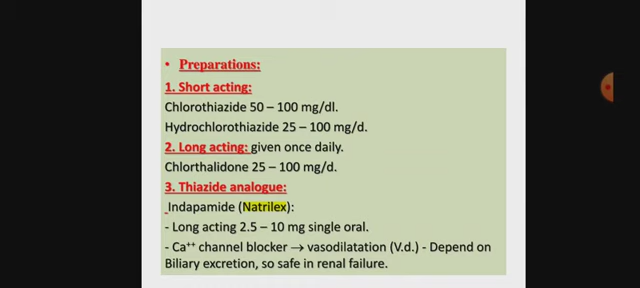 • Preparations:
1. Short acting:
Chlorothiazide 50 – 100 mg/dl.
Hydrochlorothiazide 25 – 100 mg/d.
2. Long acting: given once daily.
Chlorthalidone 25 – 100 mg/d.
3. Thiazide analogue:
Indapamide (Natrilex):
- Long acting 2.5 – 10 mg single oral.
- Ca⁺⁺ channel blocker → vasodilatation (V.d.) - Depend on
Biliary excretion, so safe in renal failure.